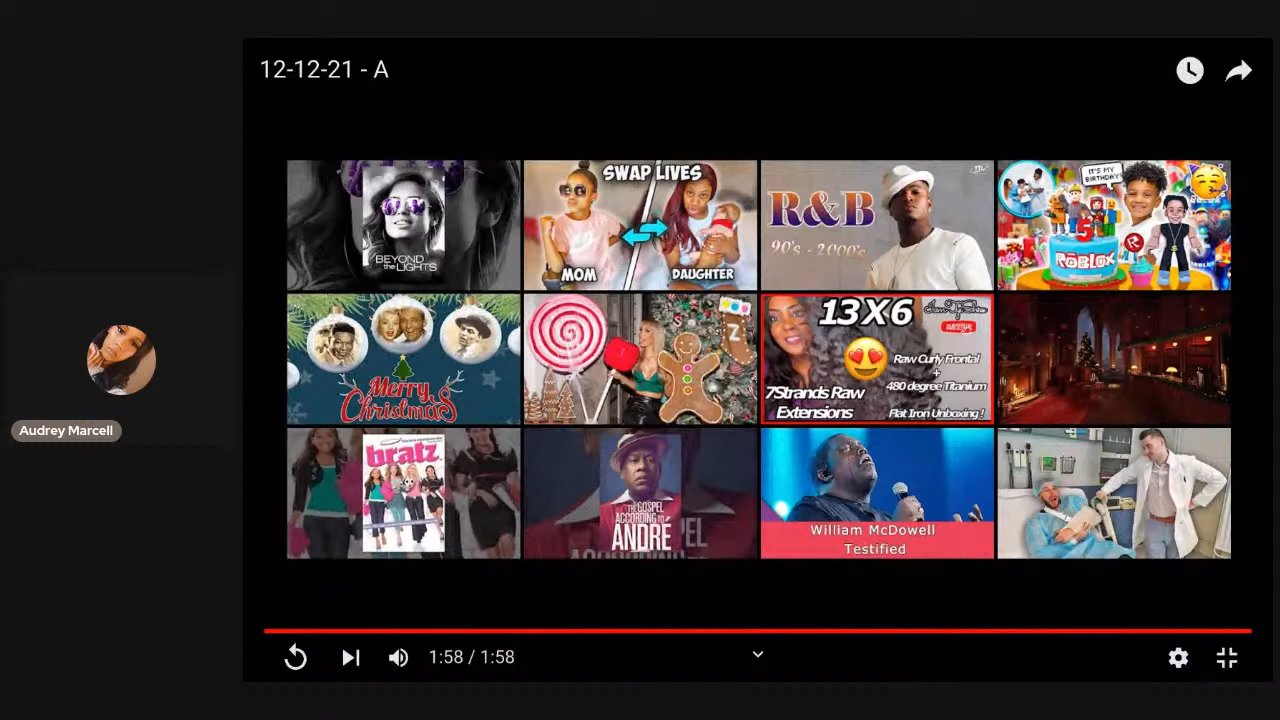 12-12-21 - A
BEYOND
THE LIGHTS
SWAP LIVES
MOM
DAUGHTER
R&B
90's - 2000's
IT'S MY
BIRTHDAY!
5
ROBLOX
Merry
Christmas
S
Z
13X6
SUBSCRIBE
Raw Curly Frontal
+
480 degree Titanium
7Strands Raw
Extensions
Flat Iron Unboxing !
Audrey Marcell
bratz
THE GOSPEL
ACCORDING TO
ANDRÉ
William McDowell
Testified
1:58 / 1:58